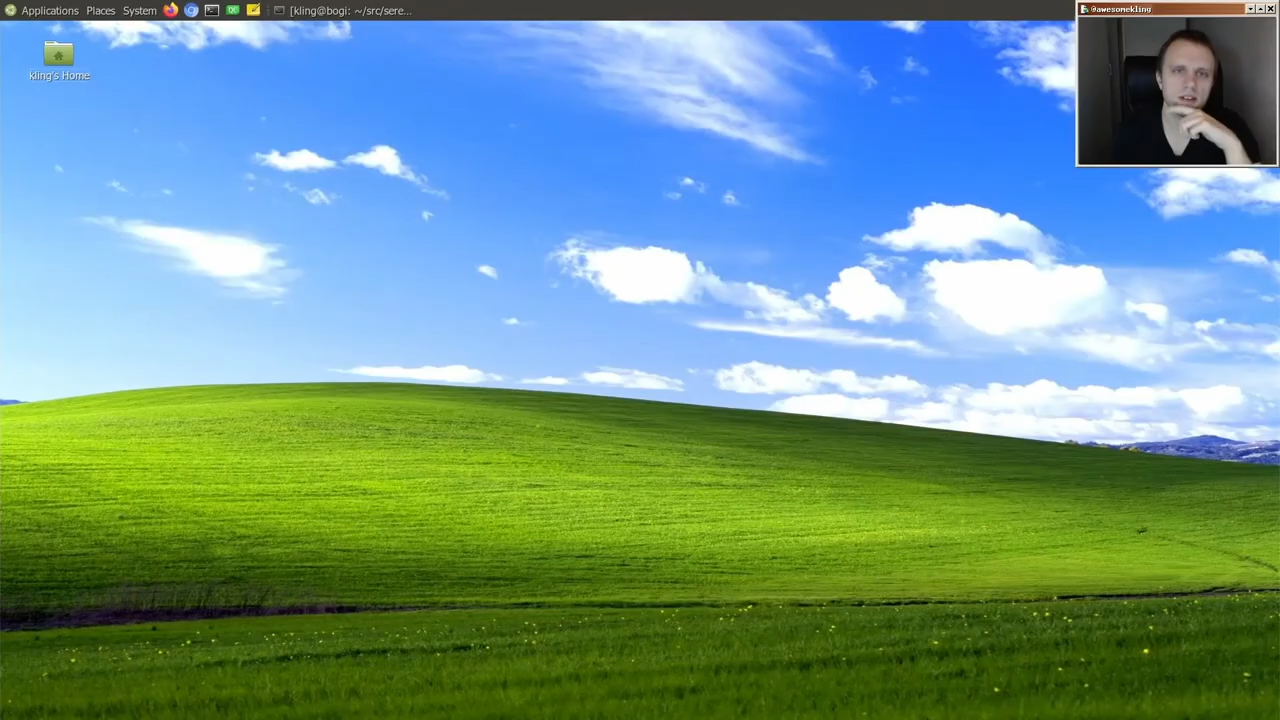 Applications Places System [kling@bogi: ~/src/sere...
@awesomekling
kling's Home